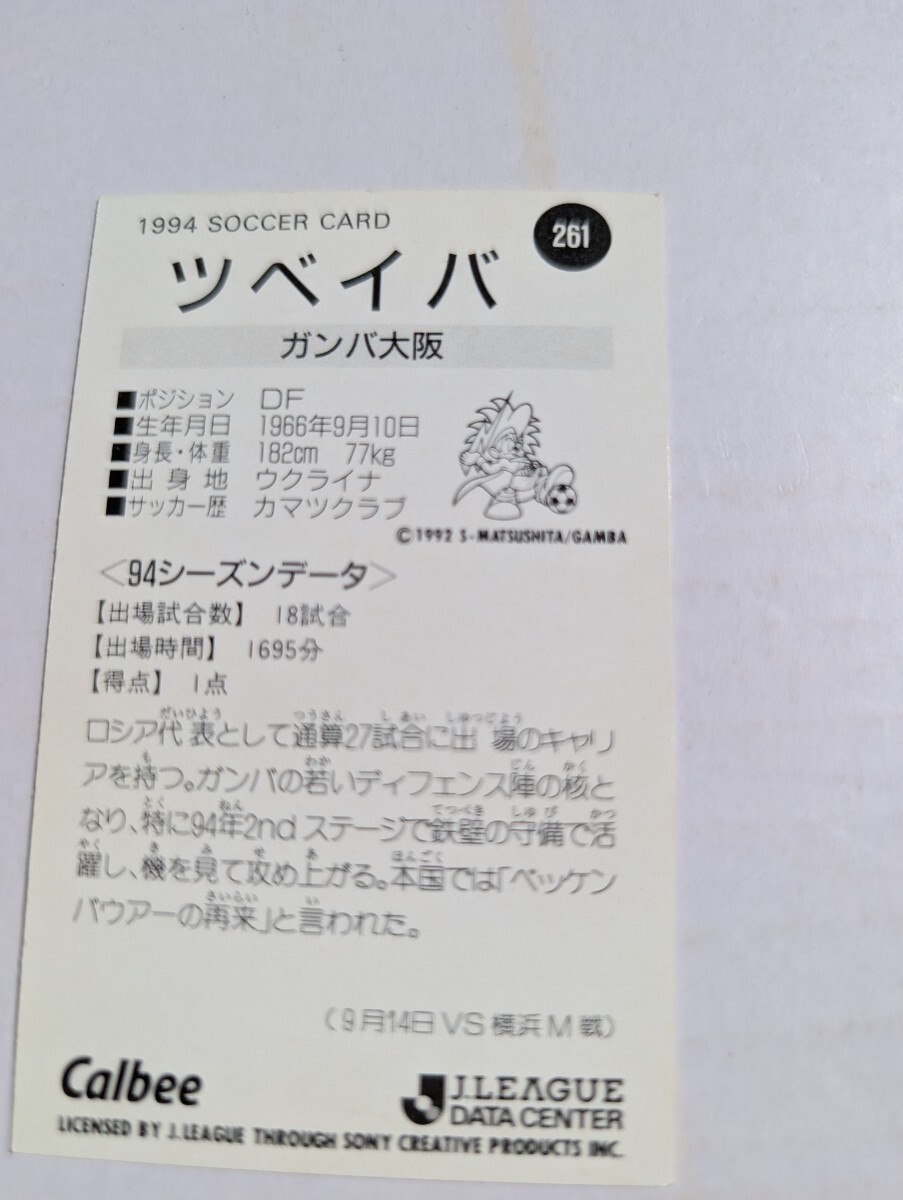 1994 SOCCER CARD
261
ツベイバ
ガンバ大阪
■ポジション DF
■生年月日 1966年9月10日
■身長・体重 182cm 77kg
■出身地 ウクライナ
■サッカー歴 カマツクラブ
©1992 S・MATSUSHITA/GAMBA
<94シーズンデータ>
【出場試合数】 18試合
【出場時間】 1695分
【得点】 1点
ロシア代表として通算27試合に出場のキャリ
アを持つ。ガンバの若いディフェンス陣の核と
なり、特に94年2ndステージで鉄壁の守備で活
躍し、機を見て攻め上がる。本国では「ベッケン
バウアーの再来」と言われた。
(9月14日 VS 横浜M戦)
Calbee
J.LEAGUE
DATA CENTER
LICENSED BY J.LEAGUE THROUGH SONY CREATIVE PRODUCTS INC.